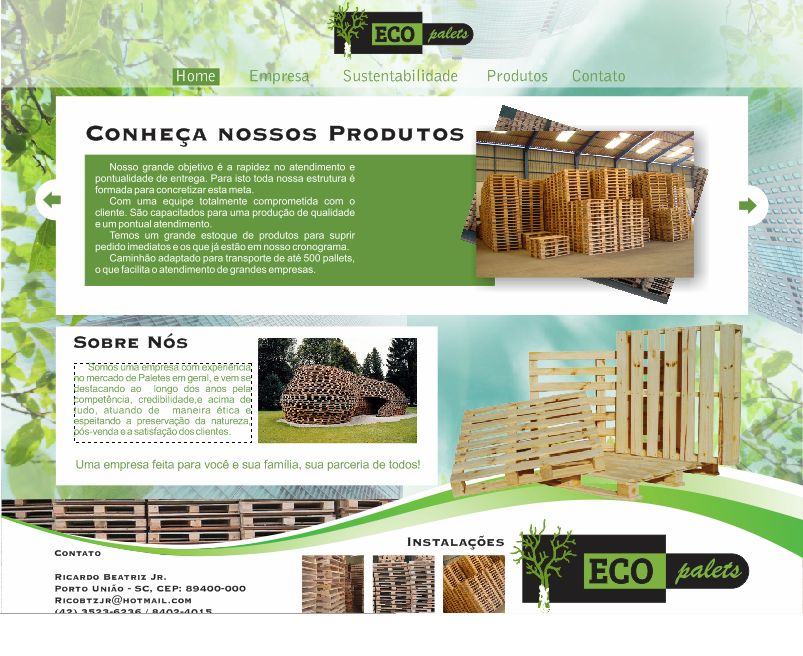 ECO palets
Home Empresa Sustentabilidade Produtos Contato
Conheça nossos Produtos
Nosso grande objetivo é a rapidez no atendimento e
pontualidade de entrega. Para isto toda nossa estrutura é
formada para concretizar esta meta.
Com uma equipe totalmente comprometida com o
cliente. São capacitados para uma produção de qualidade
e um pontual atendimento.
Temos um grande estoque de produtos para suprir
pedido imediatos e os que já estão em nosso cronograma.
Caminhão adaptado para transporte de até 500 pallets,
o que facilita o atendimento de grandes empresas.
Sobre Nós
Somos uma empresa com experiência
no mercado de Paletes em geral, e vem se
destacando ao longo dos anos pela
competência, credibilidade,e acima de
tudo, atuando de maneira ética e
espeitando a preservação da natureza,
pós-venda e a satisfação dos clientes.
Uma empresa feita para você e sua família, sua parceria de todos!
Contato
Ricardo Beatriz Jr.
Porto União - SC, CEP: 89400-000
Ricobtzjr@hotmail.com
(42) 3523-6236 / 8402-4015
Instalações
ECO palets